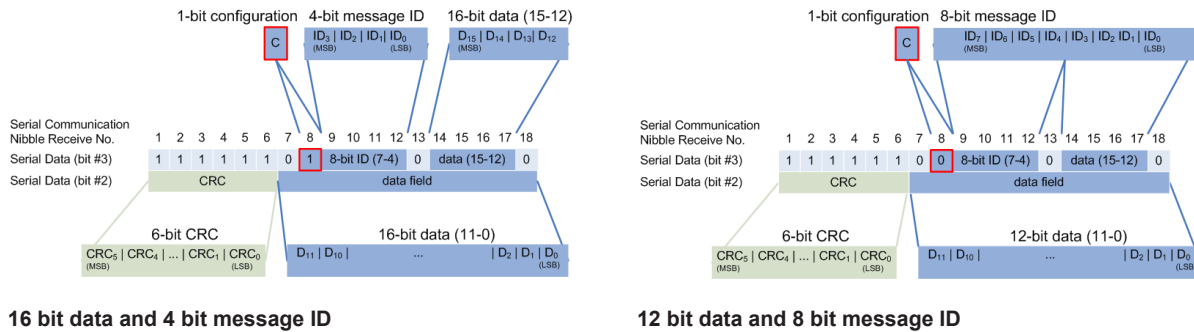 1-bit configuration 4-bit message ID 16-bit data (15-12)
C
ID₃ | ID₂ | ID₁| ID₀
(MSB) (LSB)
D₁₅ | D₁₄ | D₁₃| D₁₂
(MSB)
Serial Communication
Nibble Receive No. 1 2 3 4 5 6 7 8 9 10 11 12 13 14 15 16 17 18
Serial Data (bit #3) 1 1 1 1 1 1 0 1 8-bit ID (7-4) 0 data (15-12) 0
Serial Data (bit #2) CRC data field
6-bit CRC 16-bit data (11-0)
CRC₅ | CRC₄ | ... | CRC₁ | CRC₀
(MSB) (LSB)
D₁₁ | D₁₀ | ... | D₂ | D₁ | D₀
(LSB)
16 bit data and 4 bit message ID
1-bit configuration 8-bit message ID
C
ID₇ | ID₆ | ID₅ | ID₄ | ID₃ | ID₂ ID₁ | ID₀
(MSB) (LSB)
Serial Communication
Nibble Receive No. 1 2 3 4 5 6 7 8 9 10 11 12 13 14 15 16 17 18
Serial Data (bit #3) 1 1 1 1 1 1 0 0 8-bit ID (7-4) 0 data (15-12) 0
Serial Data (bit #2) CRC data field
6-bit CRC 12-bit data (11-0)
CRC₅ | CRC₄ | ... | CRC₁ | CRC₀
(MSB) (LSB)
D₁₁ | D₁₀ | ... | D₂ | D₁ | D₀
(LSB)
12 bit data and 8 bit message ID